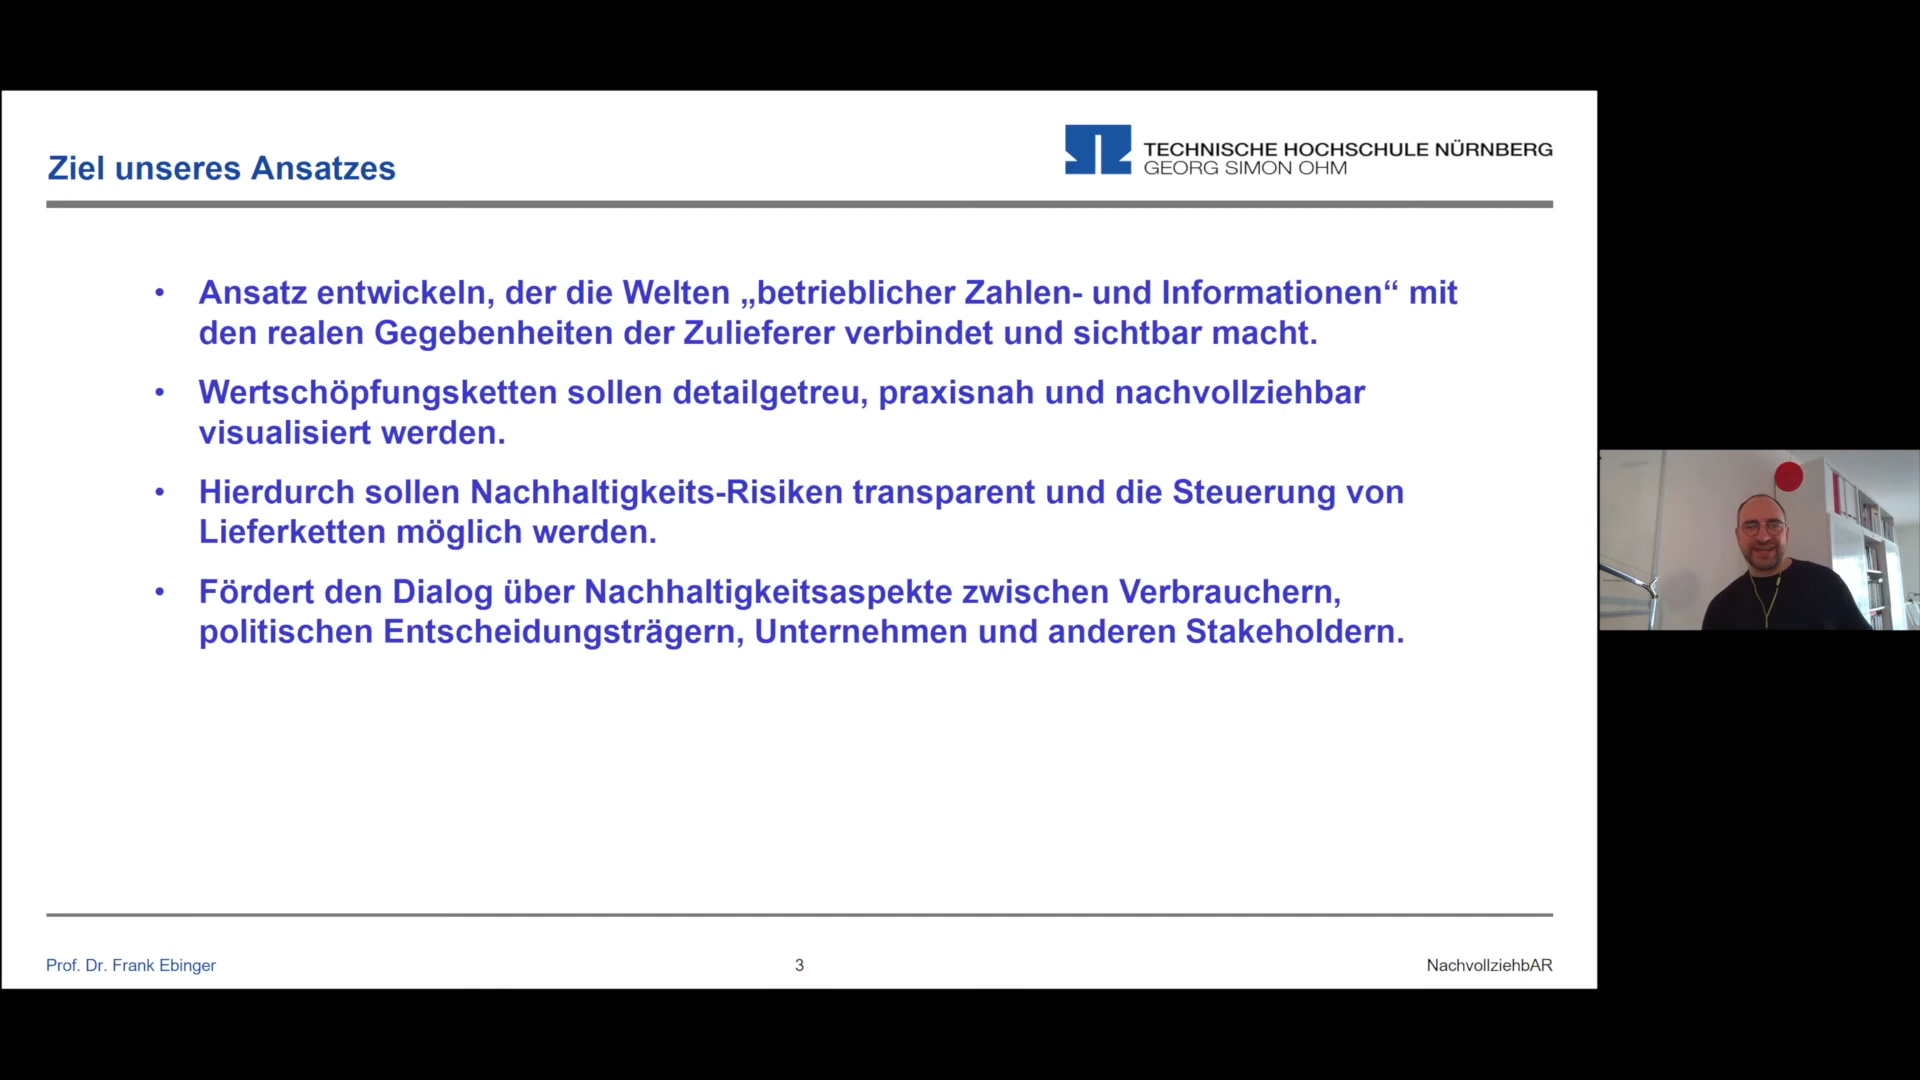 Ziel unseres Ansatzes
TECHNISCHE HOCHSCHULE NÜRNBERG
GEORG SIMON OHM
• Ansatz entwickeln, der die Welten „betrieblicher Zahlen- und Informationen“ mit
den realen Gegebenheiten der Zulieferer verbindet und sichtbar macht.
• Wertschöpfungsketten sollen detailgetreu, praxisnah und nachvollziehbar
visualisiert werden.
• Hierdurch sollen Nachhaltigkeits-Risiken transparent und die Steuerung von
Lieferketten möglich werden.
• Fördert den Dialog über Nachhaltigkeitsaspekte zwischen Verbrauchern,
politischen Entscheidungsträgern, Unternehmen und anderen Stakeholdern.
Prof. Dr. Frank Ebinger
3
NachvollziehbAR